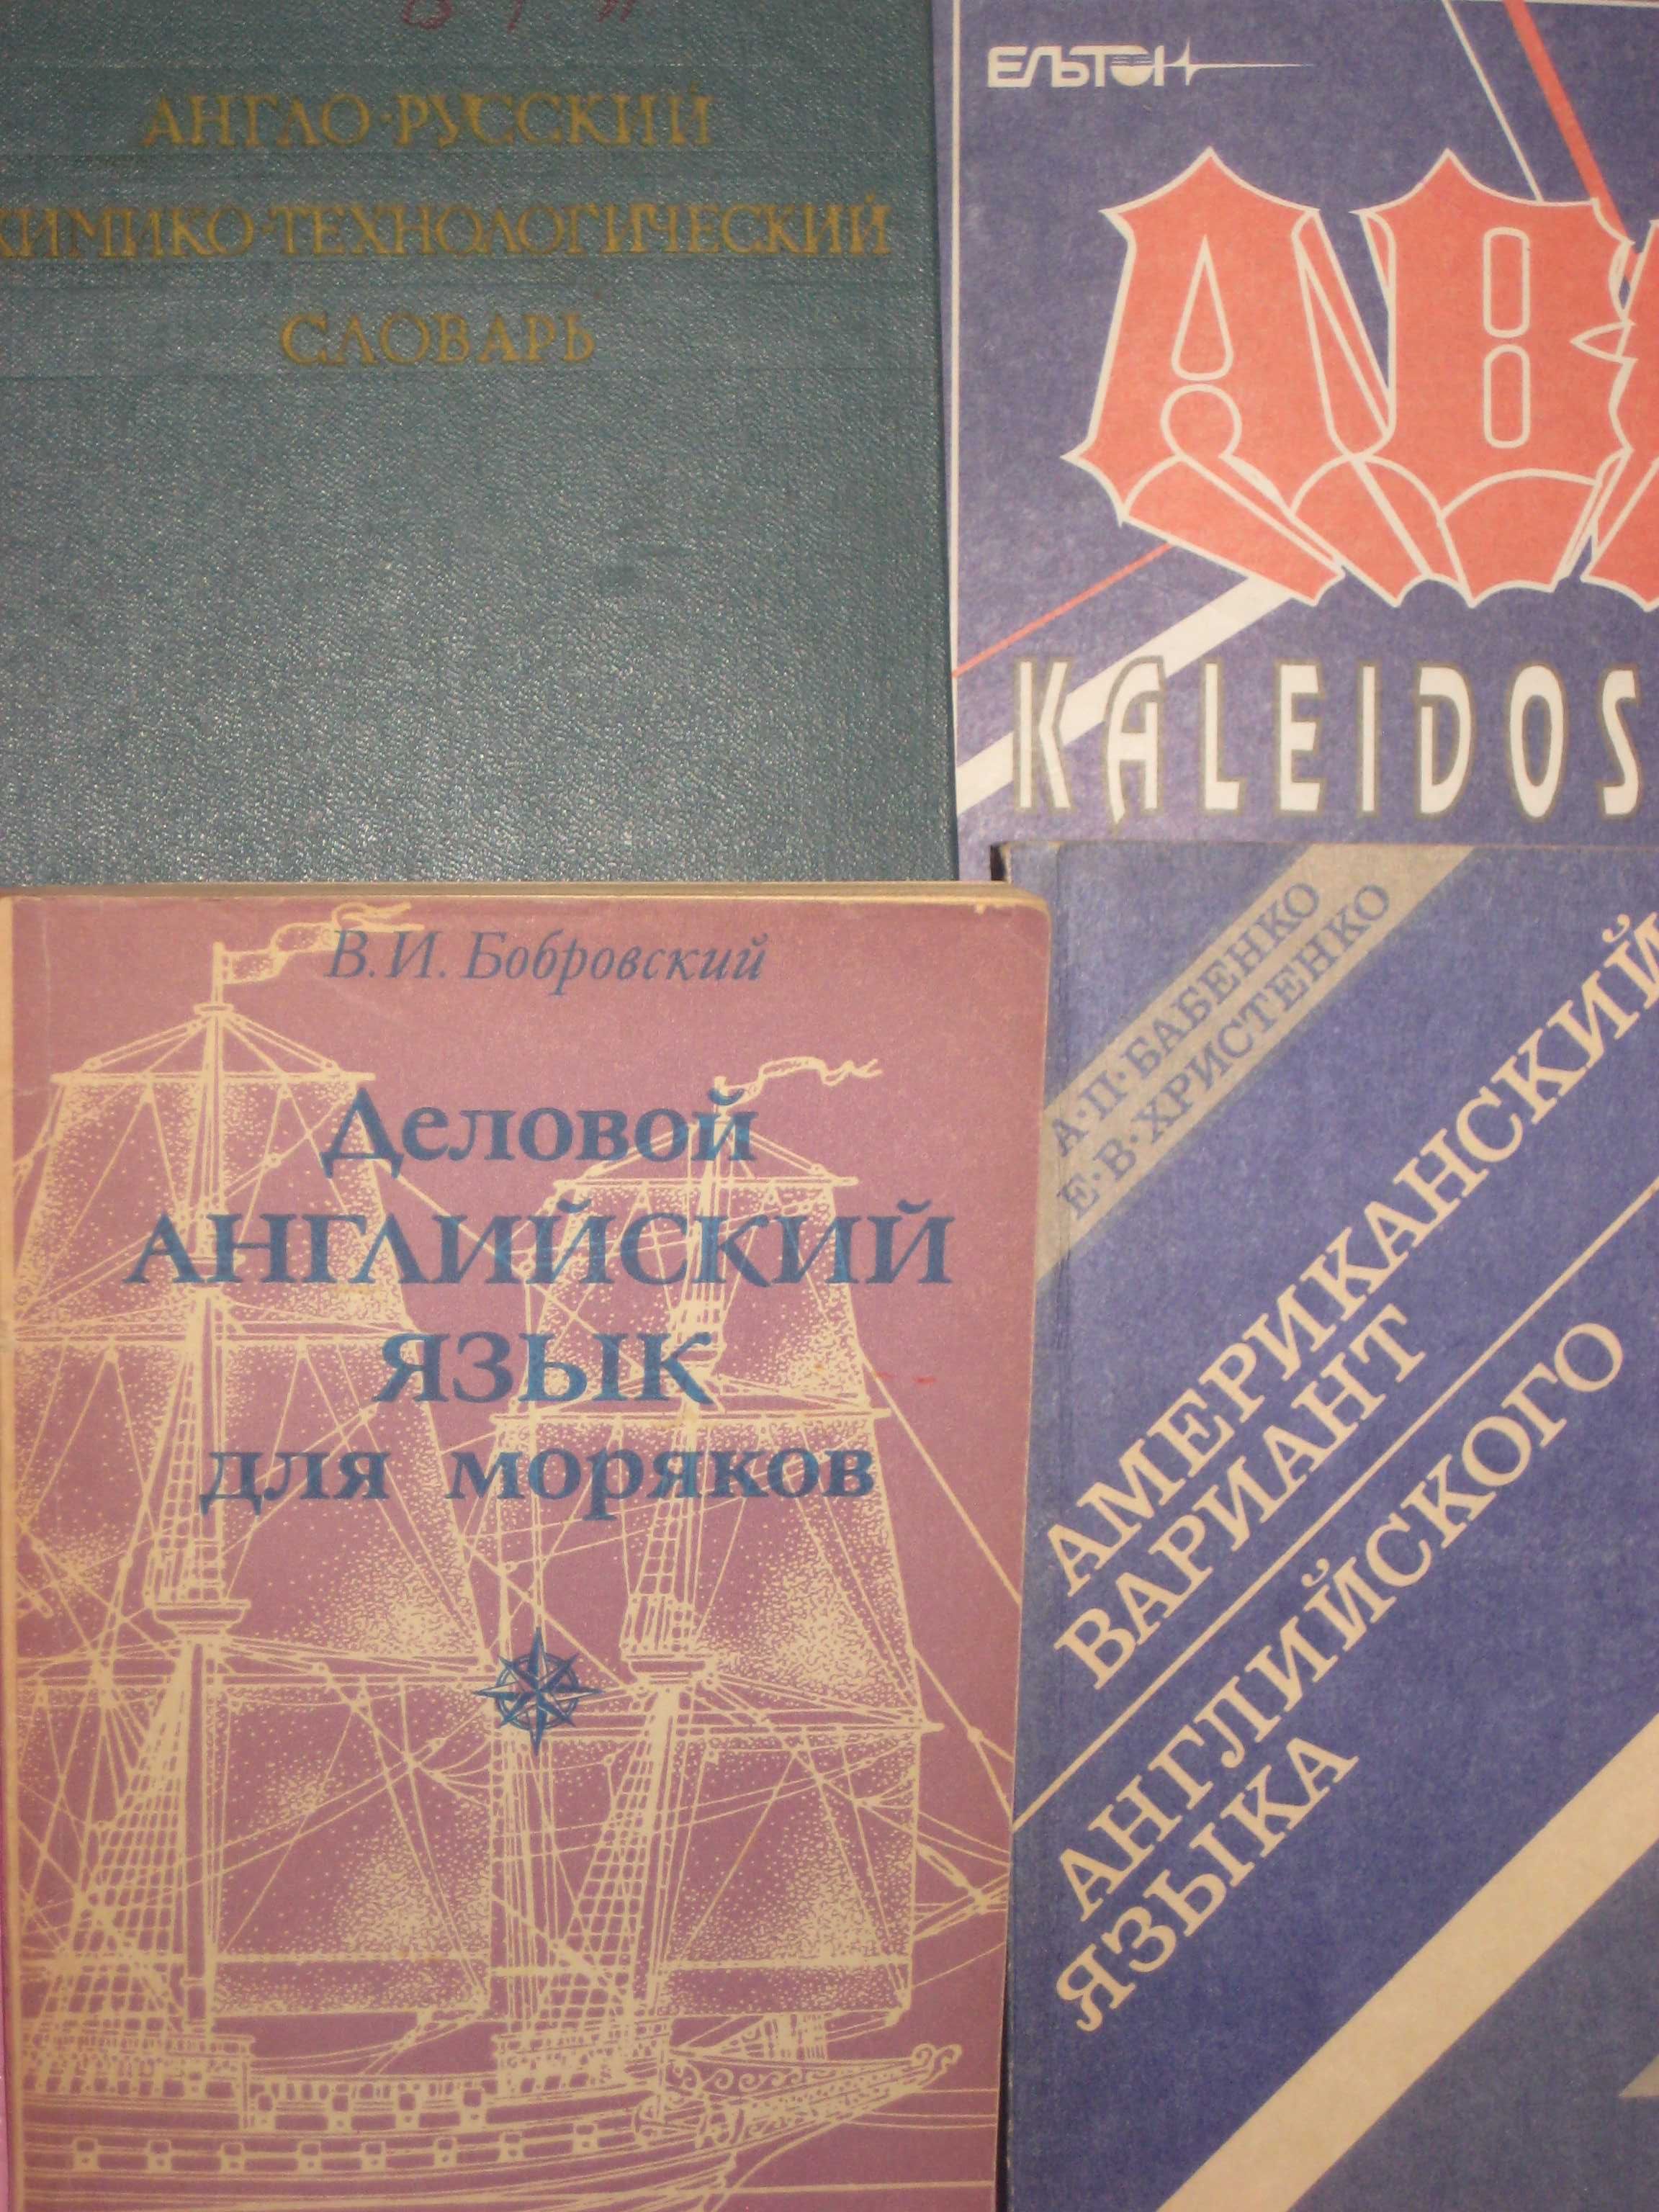 АНГЛО-РУССКИЙ
ХИМИКО-ТЕХНОЛОГИЧЕСКИЙ
СЛОВАРЬ
ЕЛЬТОН
ABC
KALEIDOS
В.И. Бобровский
Деловой
АНГЛИЙСКИЙ
ЯЗЫК
для моряков
А·П·БАБЕНКО
Е·В·ХРИСТЕНКО
АМЕРИКАНСКИЙ
ВАРИАНТ
АНГЛИЙСКОГО
ЯЗЫКА